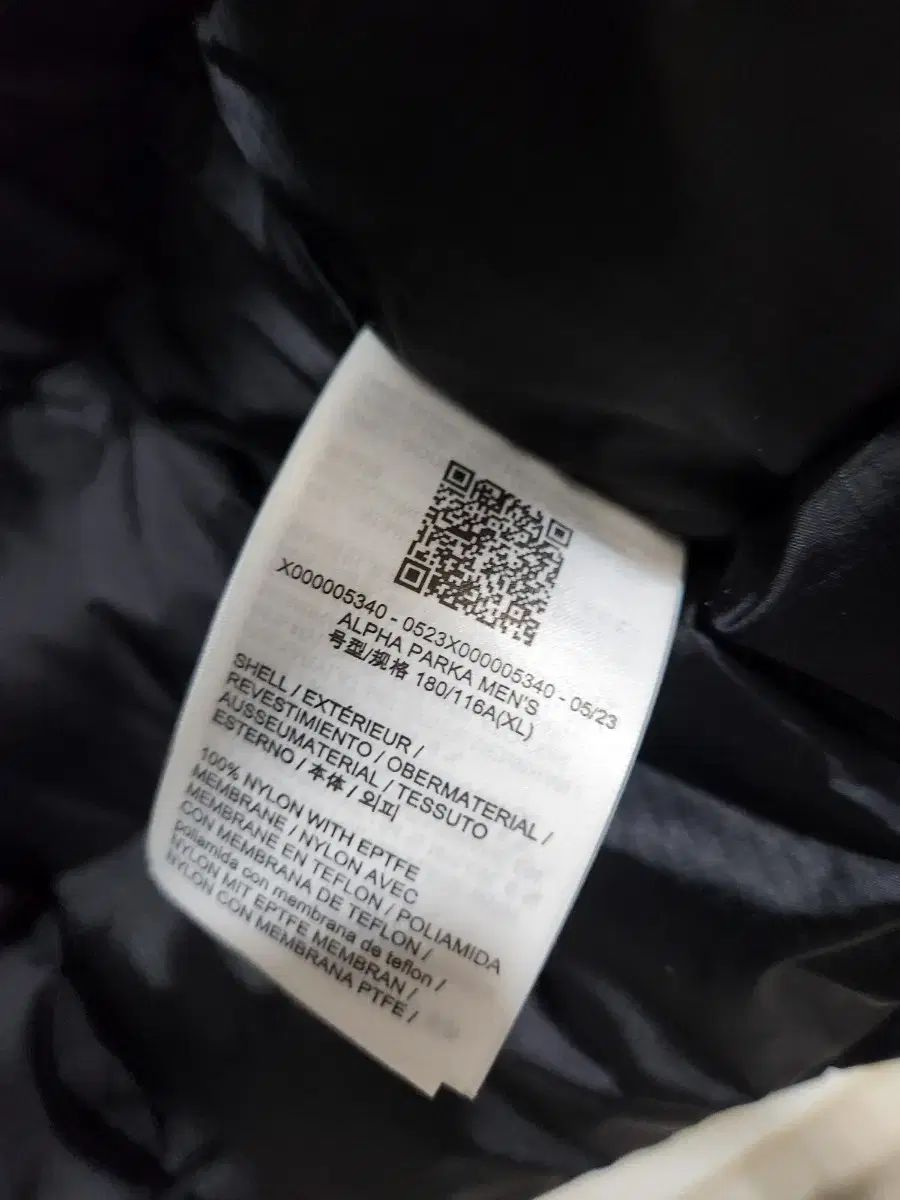 X000005340 - 0523X000005340 - 05/23
ALPHA PARKA MEN'S
号型/规格 180/116A(XL)
SHELL / EXTÉRIEUR /
REVESTIMIENTO / OBERMATERIAL /
AUSSEUMATERIAL / TESSUTO
ESTERNO / 本体 / 외피
100% NYLON WITH EPTFE
MEMBRANE / NYLON AVEC
MEMBRANE EN TEFLON / POLIAMIDA
CON MEMBRANA DE TEFLON /
poliamida con membrana de teflon /
NYLON MIT EPTFE MEMBRAN /
NYLON CON MEMBRANA PTFE /